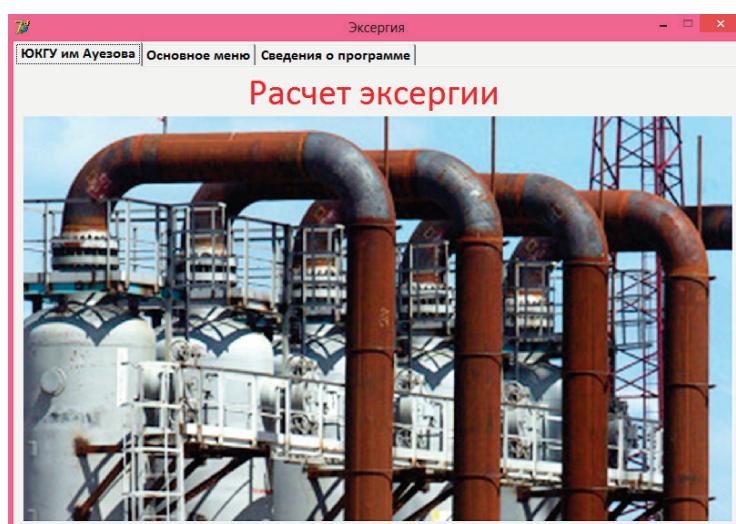 Эксергия
ЮКГУ им Ауезова Основное меню Сведения о программе
Расчет эксергии